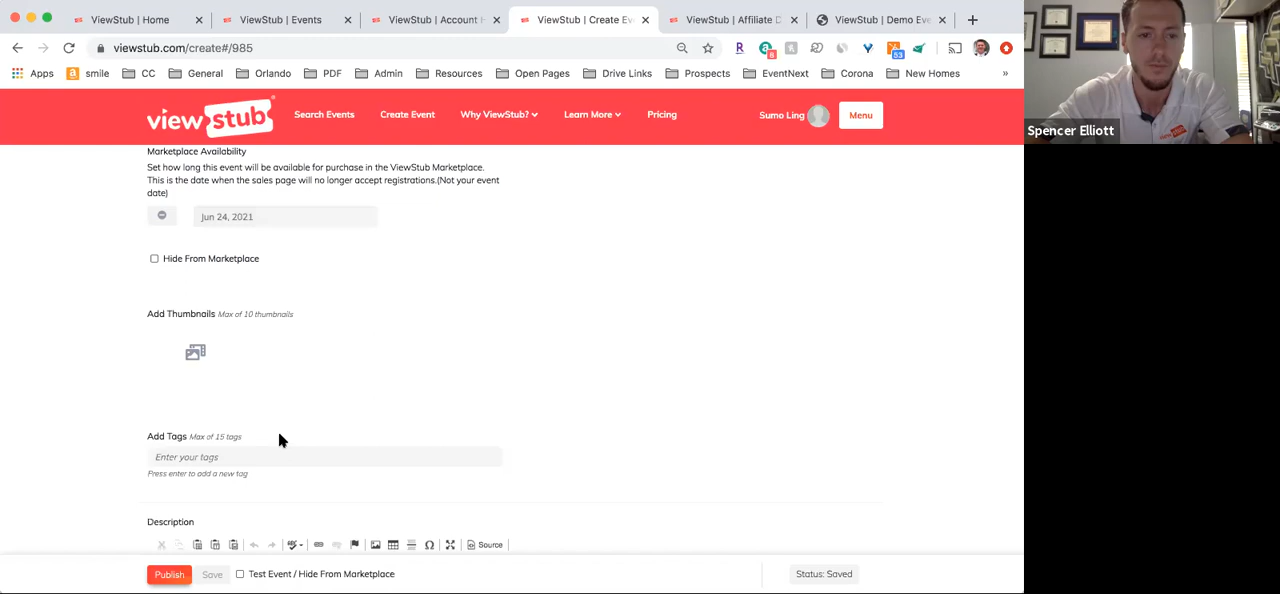 ViewStub | Home
ViewStub | Events
ViewStub | Account H
ViewStub | Create Eve
ViewStub | Affiliate D
ViewStub | Demo Eve
viewstub.com/create#/985
Apps
smile
CC
General
Orlando
PDF
Admin
Resources
Open Pages
Drive Links
Prospects
EventNext
Corona
New Homes
»
view stub
Search Events
Create Event
Why ViewStub?
Learn More
Pricing
Sumo Ling
Menu
Spencer Elliott
Marketplace Availability
Set how long this event will be available for purchase in the ViewStub Marketplace.
This is the date when the sales page will no longer accept registrations.(Not your event
date)
Jun 24, 2021
Hide From Marketplace
Add Thumbnails Max of 10 thumbnails
Add Tags Max of 15 tags
Enter your tags
Press enter to add a new tag
Description
Source
Publish
Save
Test Event / Hide From Marketplace
Status: Saved